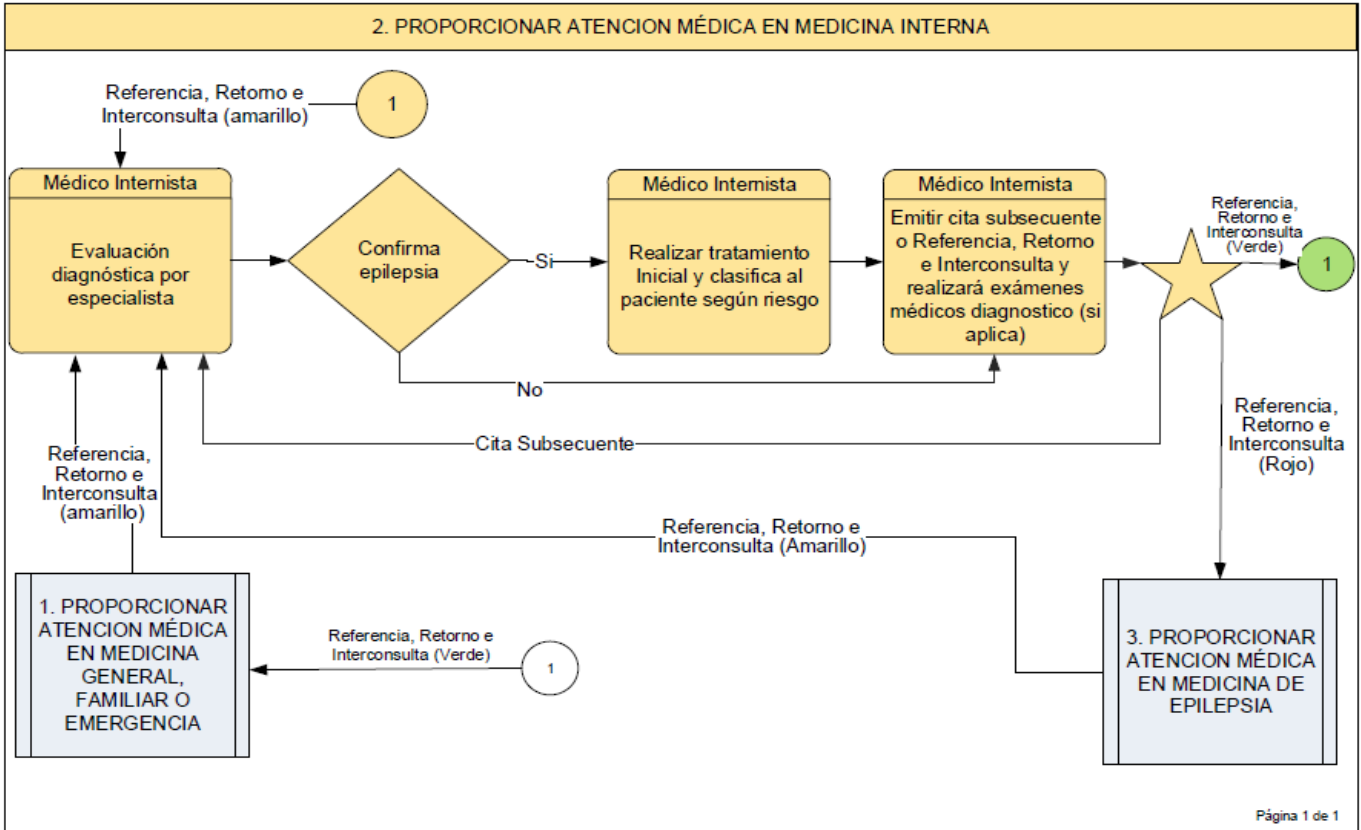 2. PROPORCIONAR ATENCION MÉDICA EN MEDICINA INTERNA
Referencia, Retorno e
Interconsulta (amarillo)
1
Médico Internista
Evaluación
diagnóstica por
especialista
Confirma
epilepsia
Si
No
Médico Internista
Realizar tratamiento
Inicial y clasifica al
paciente según riesgo
Médico Internista
Emitir cita subsecuente
o Referencia, Retorno
e Interconsulta y
realizará exámenes
médicos diagnostico (si
aplica)
Referencia,
Retorno e
Interconsulta
(Verde)
1
Cita Subsecuente
Referencia,
Retorno e
Interconsulta
(Rojo)
Referencia,
Retorno e
Interconsulta
(amarillo)
Referencia, Retorno e
Interconsulta (Amarillo)
1. PROPORCIONAR
ATENCION MÉDICA
EN MEDICINA
GENERAL,
FAMILIAR O
EMERGENCIA
Referencia, Retorno e
Interconsulta (Verde)
1
3. PROPORCIONAR
ATENCION MÉDICA
EN MEDICINA DE
EPILEPSIA
Página 1 de 1